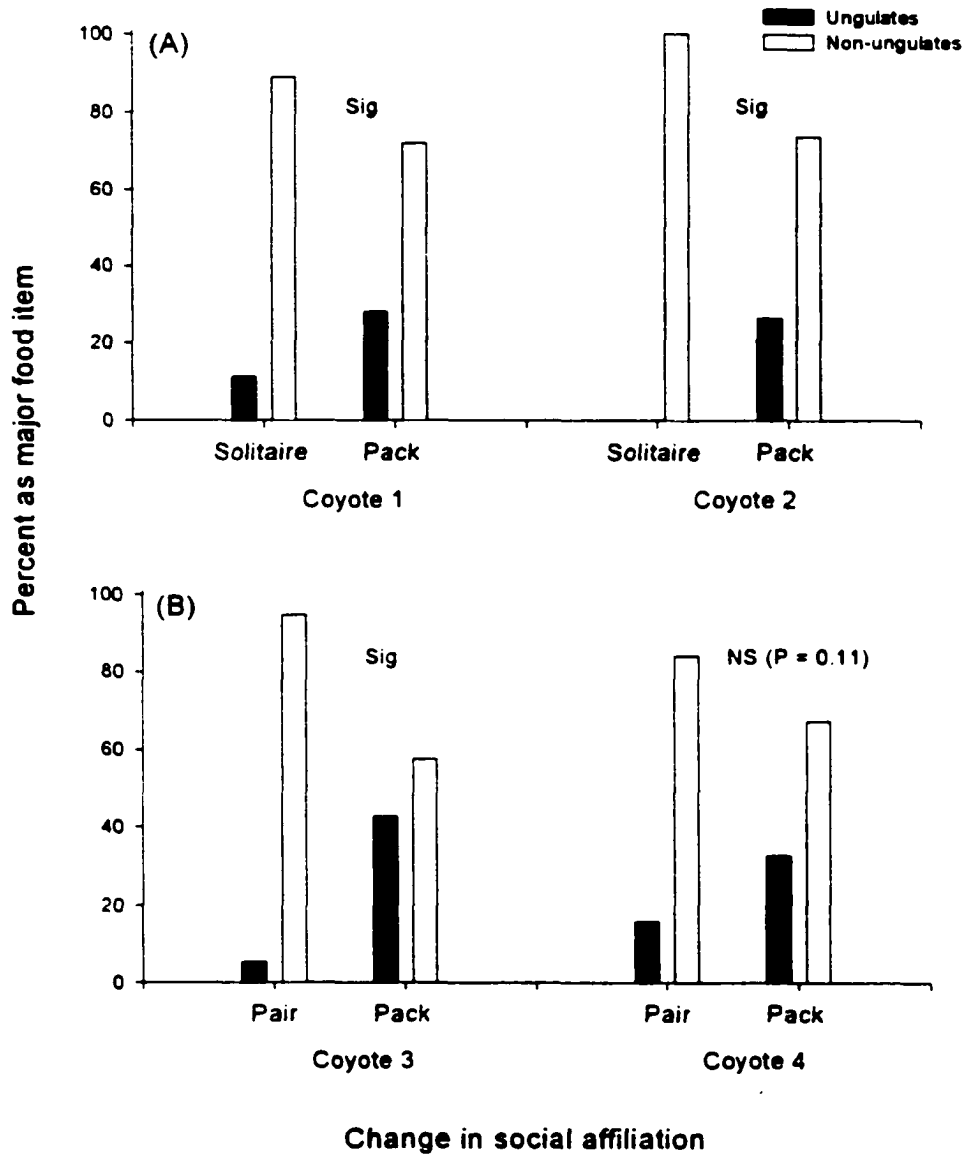 Ungulates
Non-ungulates
(A)
100
80
60
40
20
0
Sig
Sig
Solitaire Pack Solitaire Pack
Coyote 1 Coyote 2
Percent as major food item
(B)
100
80
60
40
20
0
Sig
NS (P = 0.11)
Pair Pack Pair Pack
Coyote 3 Coyote 4
Change in social affiliation